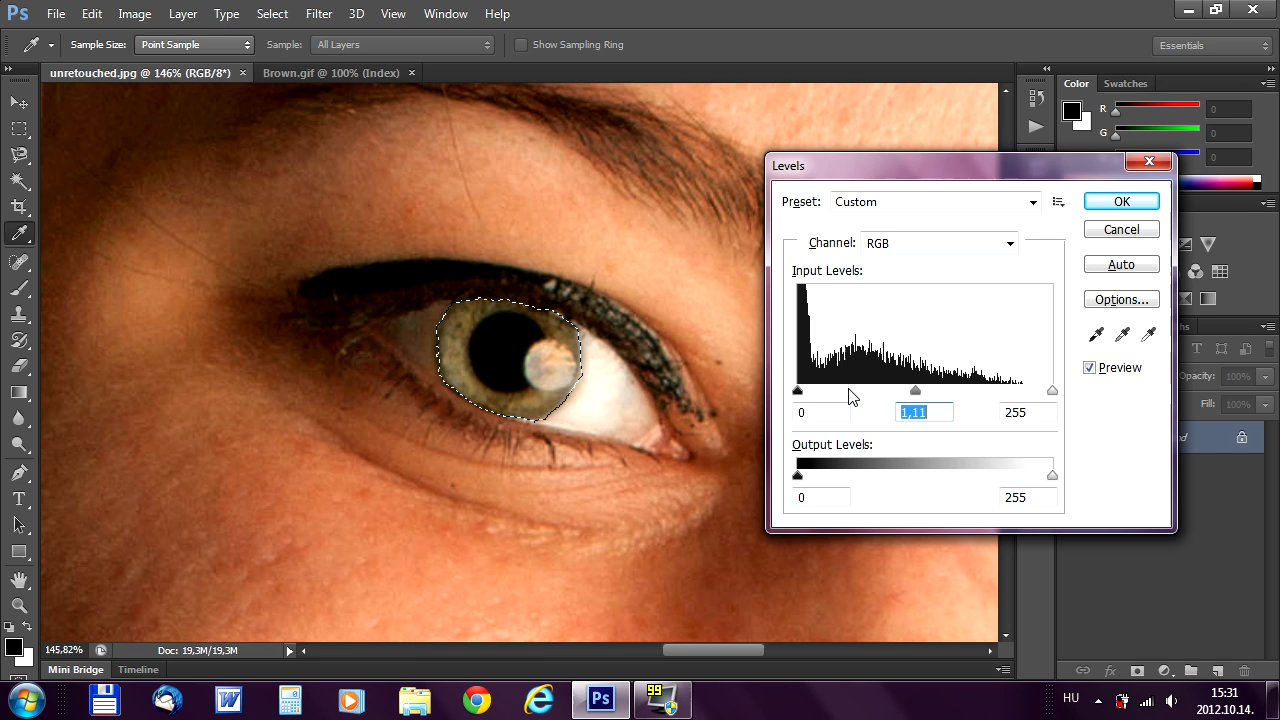 Ps File Edit Image Layer Type Select Filter 3D View Window Help
Sample Size: Point Sample Sample: All Layers Show Sampling Ring Essentials
unretouched.jpg @ 146% (RGB/8*) × Brown.gif @ 100% (Index) ×
Color Swatches
R 0
G 0
0
Levels
Preset: Custom
OK
Cancel
Channel: RGB
Auto
Input Levels:
Options...
Preview
0 1,11 255
Output Levels:
0 255
Opacity: 100%
Fill: 100%
145,82% Doc: 19,3M/19,3M
Mini Bridge Timeline
HU
15:31
2012.10.14.